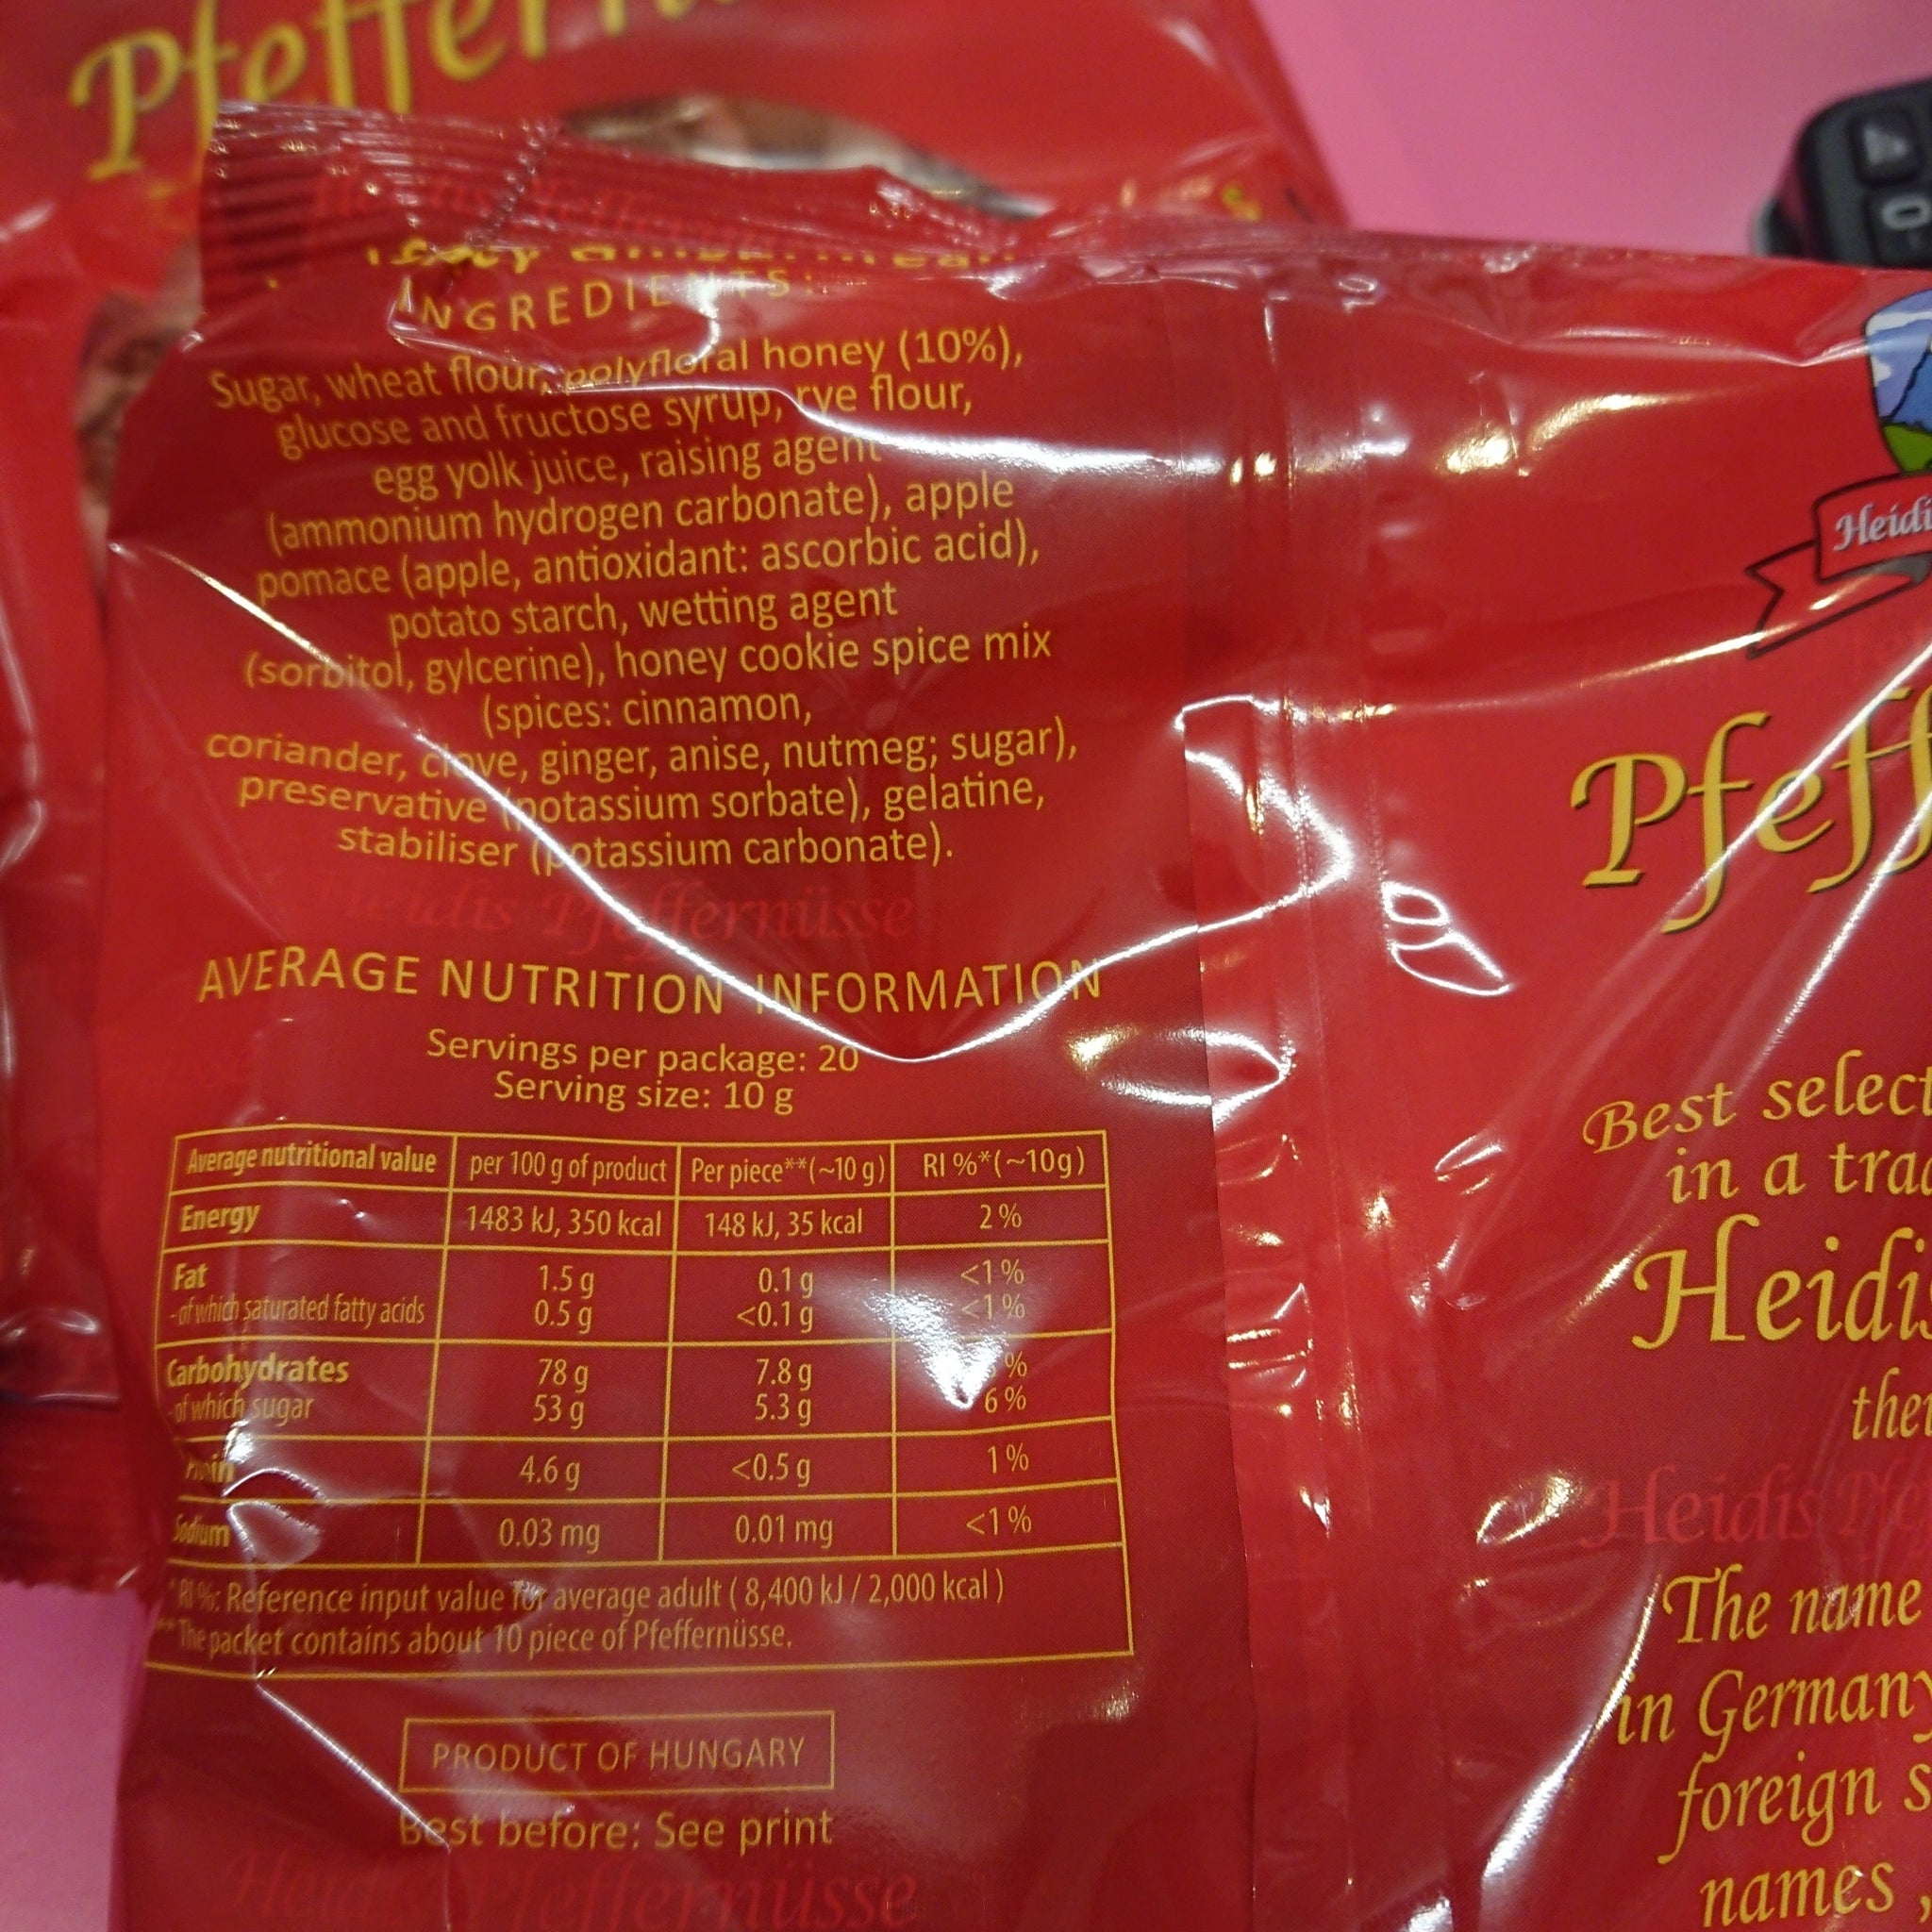 INGREDIENTS:
Sugar, wheat flour, polyfloral honey (10%),
glucose and fructose syrup, rye flour,
egg yolk juice, raising agent
(ammonium hydrogen carbonate), apple
pomace (apple, antioxidant: ascorbic acid),
potato starch, wetting agent
(sorbitol, gylcerine), honey cookie spice mix
(spices: cinnamon,
coriander, clove, ginger, anise, nutmeg; sugar),
preservative (potassium sorbate), gelatine,
stabiliser (potassium carbonate).
Heidis Pfeffernüsse
AVERAGE NUTRITION INFORMATION
Servings per package: 20
Serving size: 10 g
Average nutritional value per 100 g of product Per piece**(~10 g) RI %*(~10g)
Energy 1483 kJ, 350 kcal 148 kJ, 35 kcal 2 %
Fat 1.5 g 0.1 g <1 %
- of which saturated fatty acids 0.5 g <0.1 g <1 %
Carbohydrates 78 g 7.8 g %
- of which sugar 53 g 5.3 g 6 %
Protein 4.6 g <0.5 g 1 %
Sodium 0.03 mg 0.01 mg <1 %
*RI %: Reference input value for average adult ( 8,400 kJ / 2,000 kcal )
**The packet contains about 10 piece of Pfeffernüsse.
PRODUCT OF HUNGARY
Best before: See print
Heidis Pfeffernüsse
Heidi
Pfeff
Best select
in a trad
Heidis
Heidis Pfe
The name
in Germany
foreign s
names ,